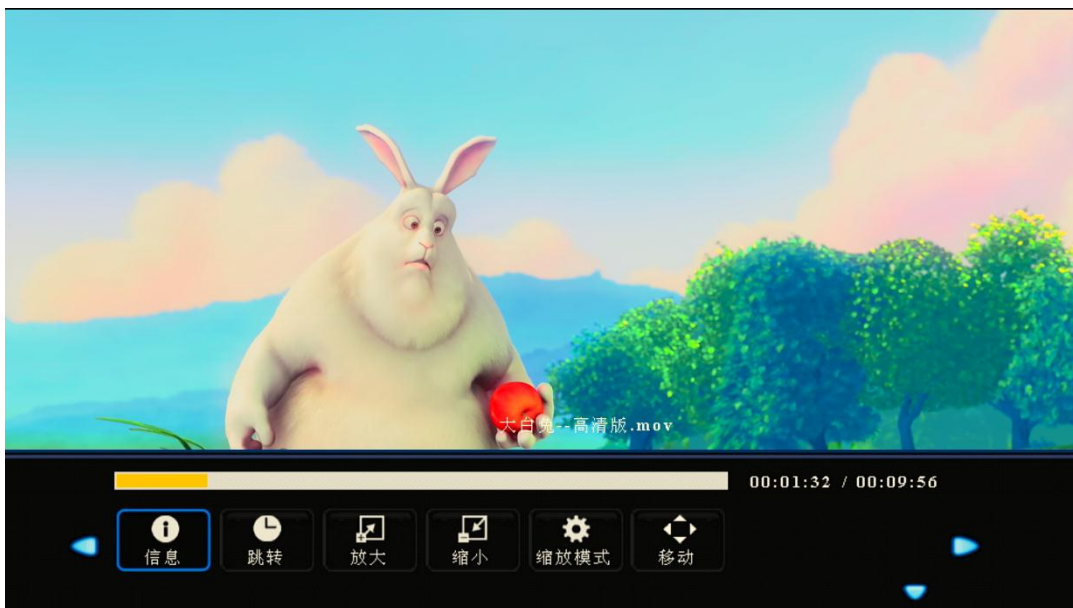 大白兔--高清版.mov
00:01:32 / 00:09:56
信息
跳转
放大
缩小
缩放模式
移动